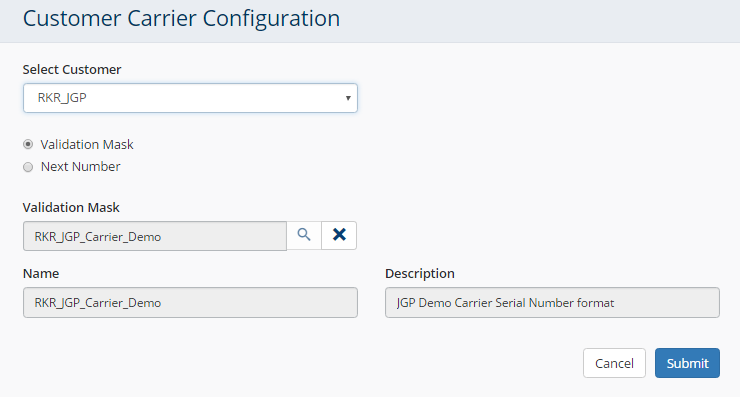 Customer Carrier Configuration
Select Customer
RKR_JGP
Validation Mask
Next Number
Validation Mask
RKR_JGP_Carrier_Demo
Name
Description
RKR_JGP_Carrier_Demo
JGP Demo Carrier Serial Number format
Cancel
Submit